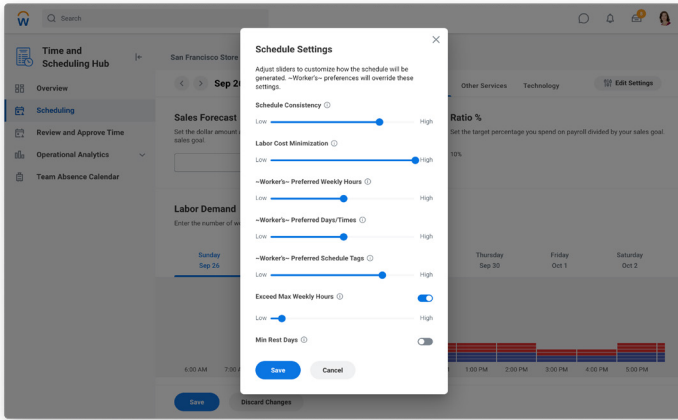 Search
Time and
Scheduling Hub
Overview
Scheduling
Review and Approve Time
Operational Analytics
Team Absence Calendar
San Francisco Store
Sep 2
Other Services
Technology
Edit Settings
Sales Forecast
Set the dollar amount
sales goal.
Ratio %
Set the target percentage you spend on payroll divided by your sales goal.
10%
Labor Demand
Enter the number of
Sunday
Sep 26
Thursday
Sep 30
Friday
Oct 1
Saturday
Oct 2
6:00 AM
7:00
1:00 PM
2:00 PM
3:00 PM
4:00 PM
5:00 PM
Save
Discard Changes
Schedule Settings
Adjust sliders to customize how the schedule will be
generated. ~Worker's~ preferences will override these
settings.
Schedule Consistency
Low High
Labor Cost Minimization
Low High
~Worker's~ Preferred Weekly Hours
Low High
~Worker's~ Preferred Days/Times
Low High
~Worker's~ Preferred Schedule Tags
Low High
Exceed Max Weekly Hours
Low High
Min Rest Days
Save
Cancel